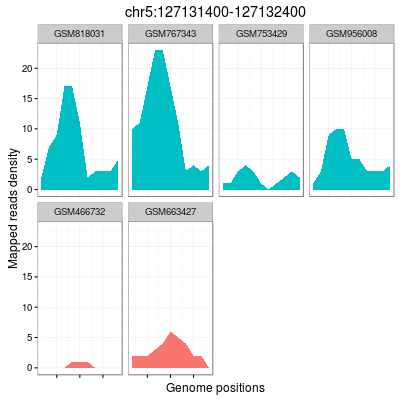 chr5:127131400-127132400
GSM818031 GSM767343 GSM753429 GSM956008
20
15
10
5
0
Mapped reads density
GSM466732 GSM663427
20
15
10
5
0
Genome positions